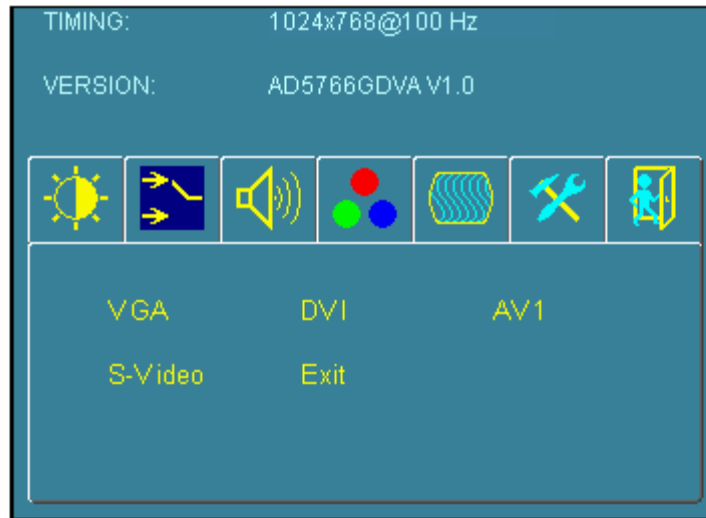 TIMING: 1024x768@100 Hz
VERSION: AD5766GDVA V1.0
VGA DVI AV1
S-Video Exit